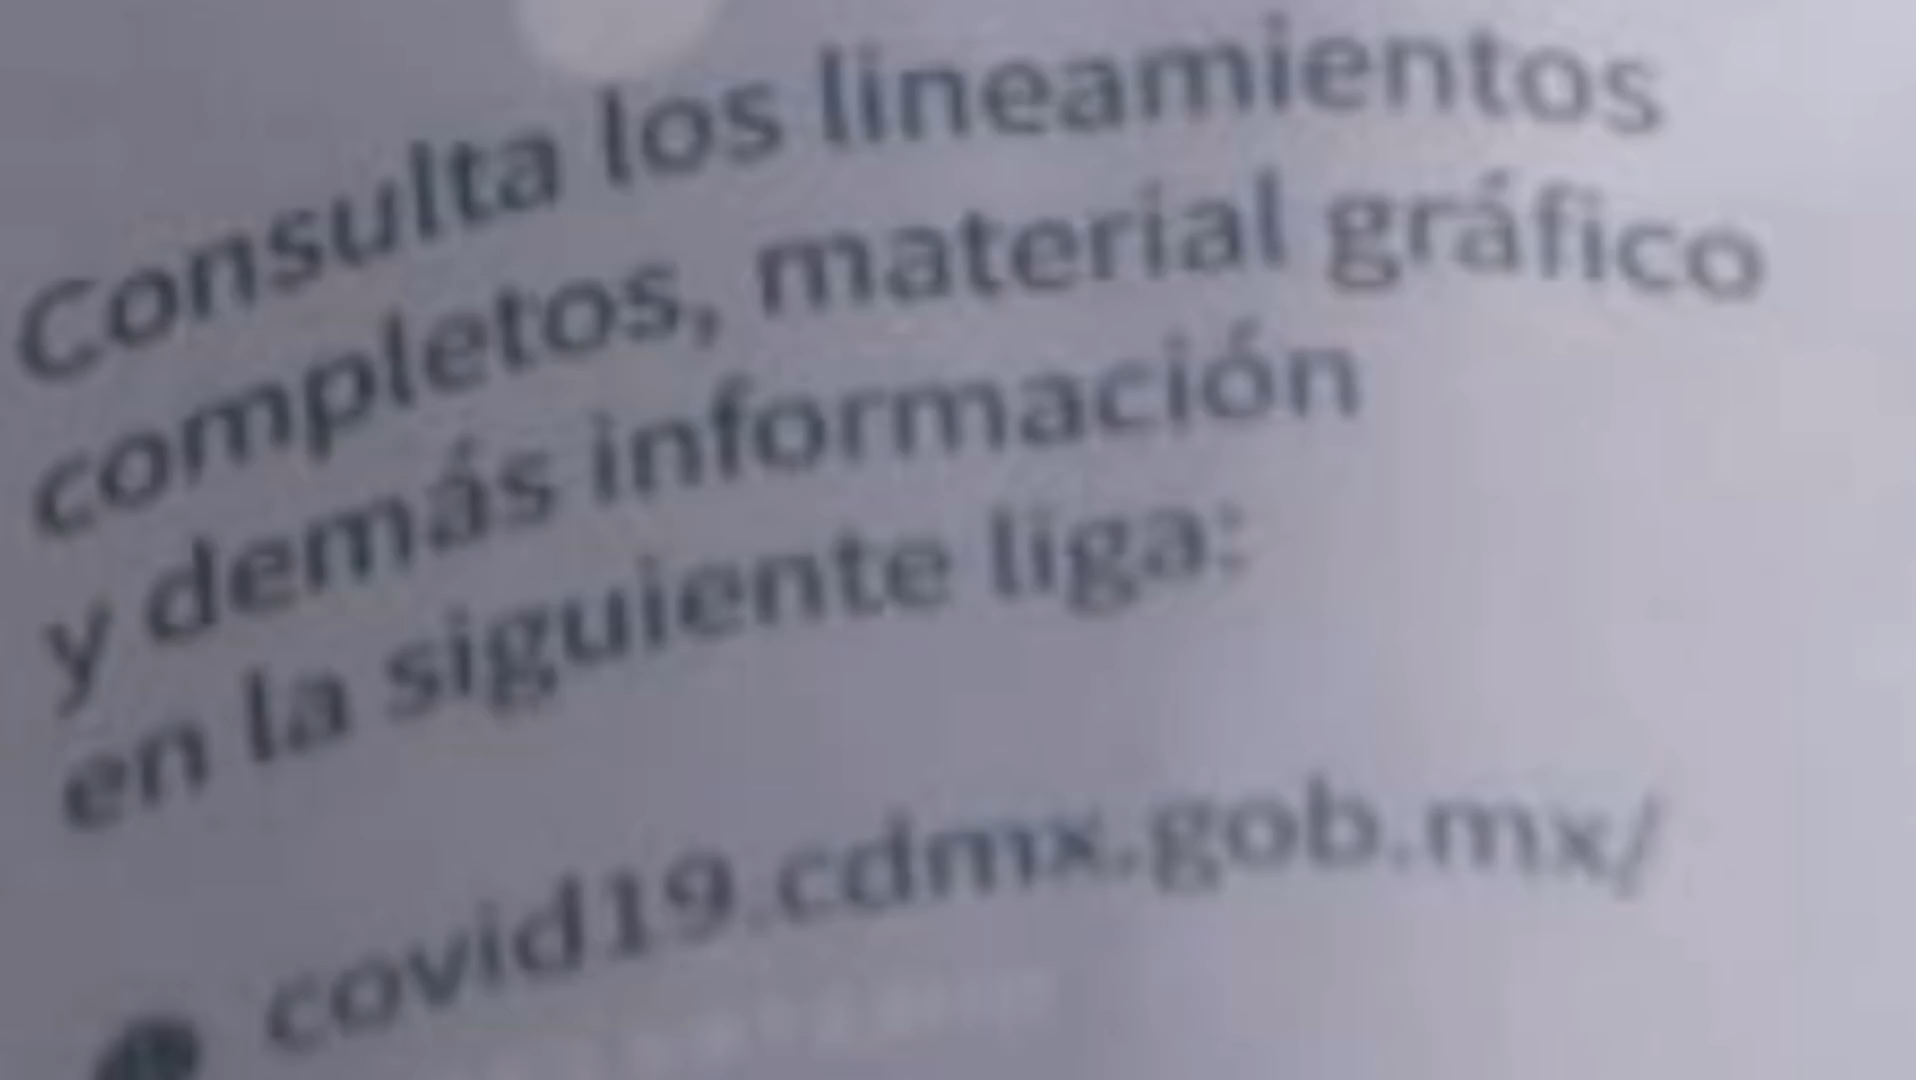 Consulta los lineamientos
completos, material gráfico
y demás información
en la siguiente liga:
covid19.cdmx.gob.mx/